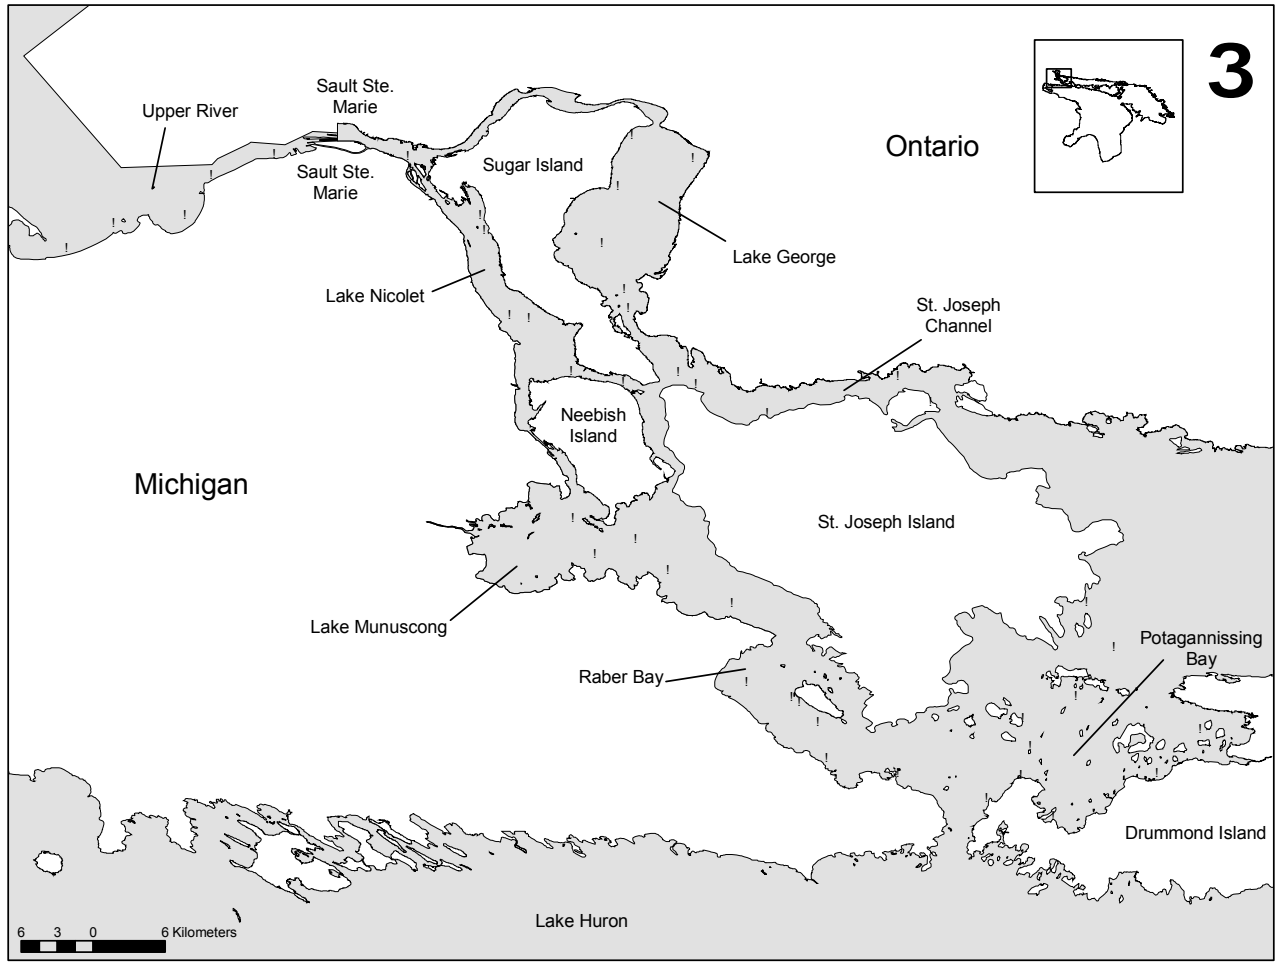 3
Sault Ste.
Marie
Upper River
Ontario
Sugar Island
Sault Ste.
Marie
Lake George
Lake Nicolet
St. Joseph
Channel
Neebish
Island
Michigan
St. Joseph Island
Lake Munuscong
Potagannissing
Bay
Raber Bay
Drummond Island
Lake Huron
6 3 0 6 Kilometers